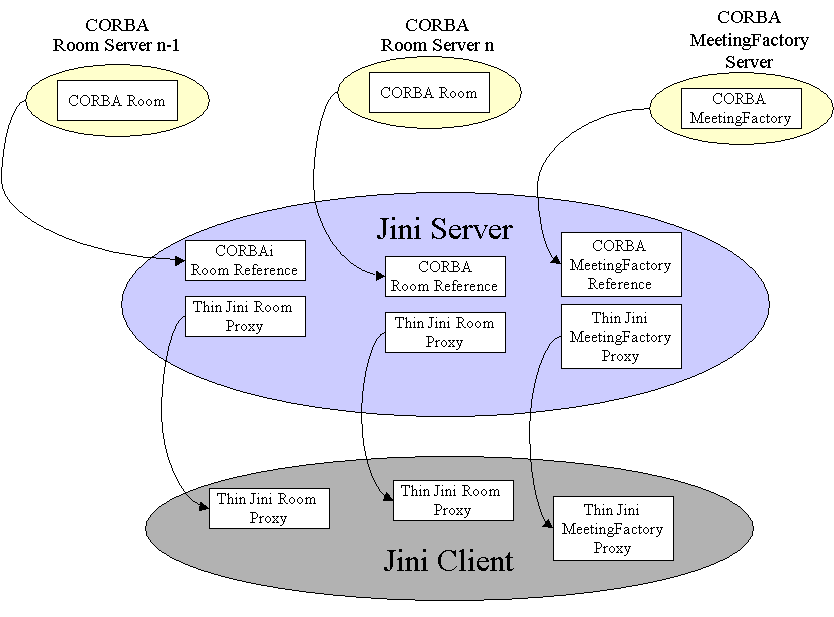 CORBA
Room Server n-1
CORBA
Room Server n
CORBA
MeetingFactory
Server
CORBA Room
CORBA Room
CORBA
MeetingFactory
Jini Server
CORBAi
Room Reference
CORBA
Room Reference
CORBA
MeetingFactory
Reference
Thin Jini Room
Proxy
Thin Jini Room
Proxy
Thin Jini
MeetingFactory
Proxy
Thin Jini Room
Proxy
Thin Jini Room
Proxy
Thin Jini
MeetingFactory
Proxy
Jini Client